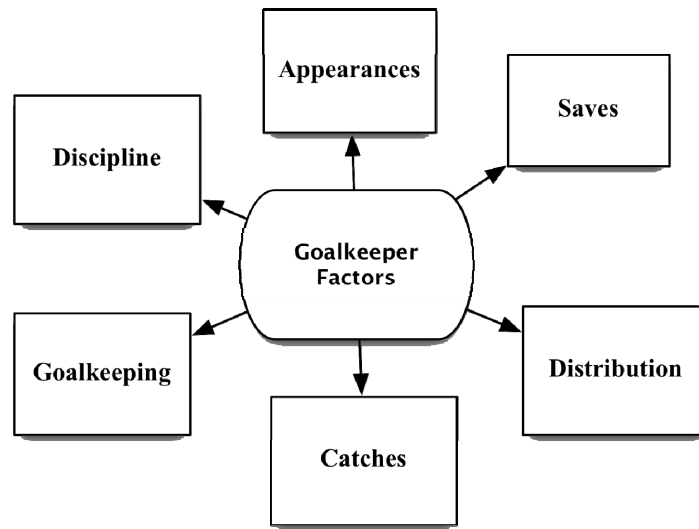 Appearances
Saves
Discipline
Goalkeeper
Factors
Goalkeeping
Distribution
Catches